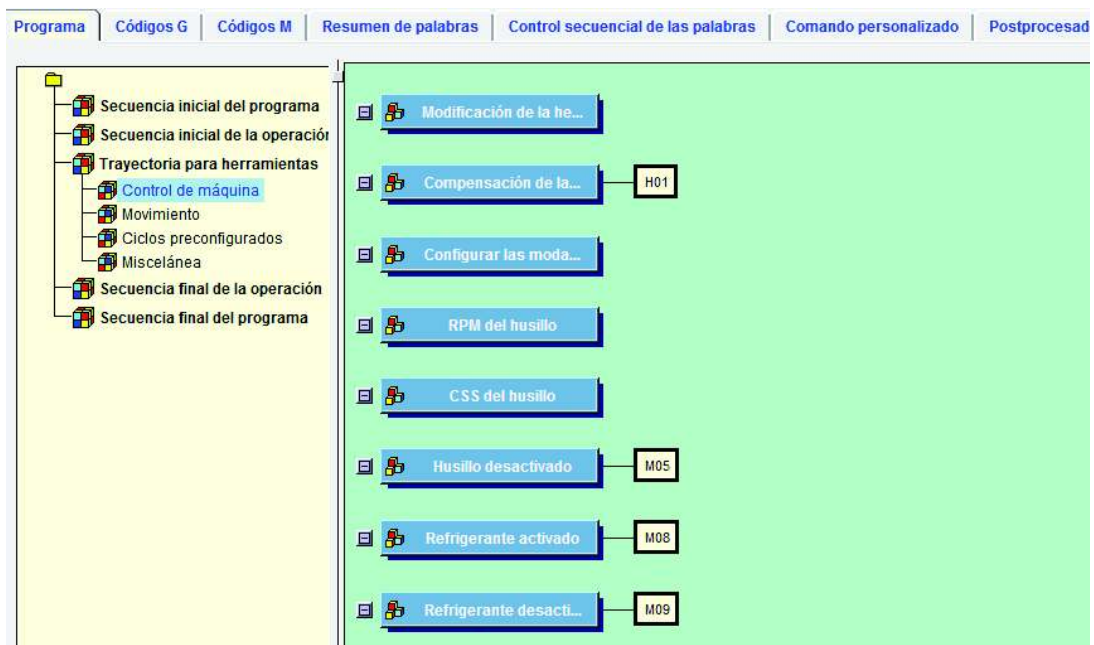 Programa Códigos G Códigos M Resumen de palabras Control secuencial de las palabras Comando personalizado Postprocesad
Secuencia inicial del programa
Secuencia inicial de la operación
Trayectoria para herramientas
Control de máquina
Movimiento
Ciclos preconfigurados
Miscelánea
Secuencia final de la operación
Secuencia final del programa
Modificación de la he...
Compensación de la... H01
Configurar las moda...
RPM del husillo
CSS del husillo
Husillo desactivado M05
Refrigerante activado M08
Refrigerante desacti... M09